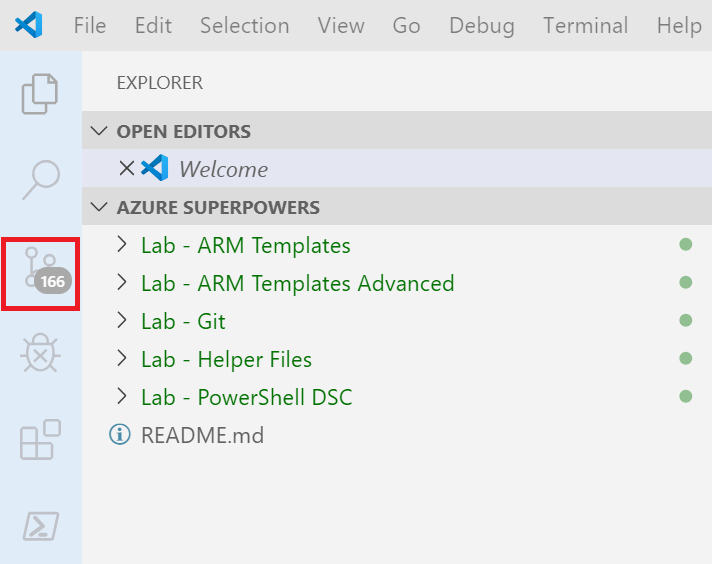 File Edit Selection View Go Debug Terminal Help
EXPLORER
OPEN EDITORS
Welcome
AZURE SUPERPOWERS
Lab - ARM Templates
Lab - ARM Templates Advanced
166
Lab - Git
Lab - Helper Files
Lab - PowerShell DSC
README.md